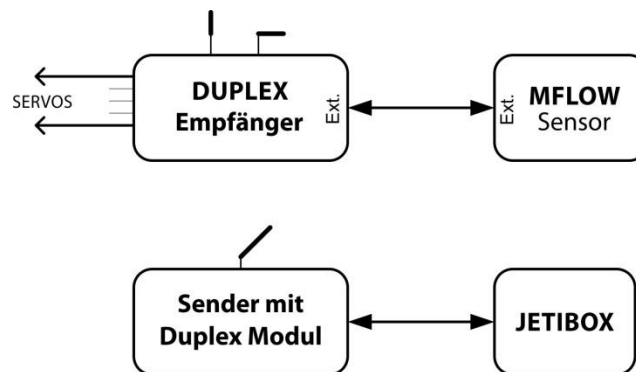 DUPLEX
Empfänger
Ext.
SERVOS
Ext.
MFLOW
Sensor
Sender mit
Duplex Modul
JETIBOX